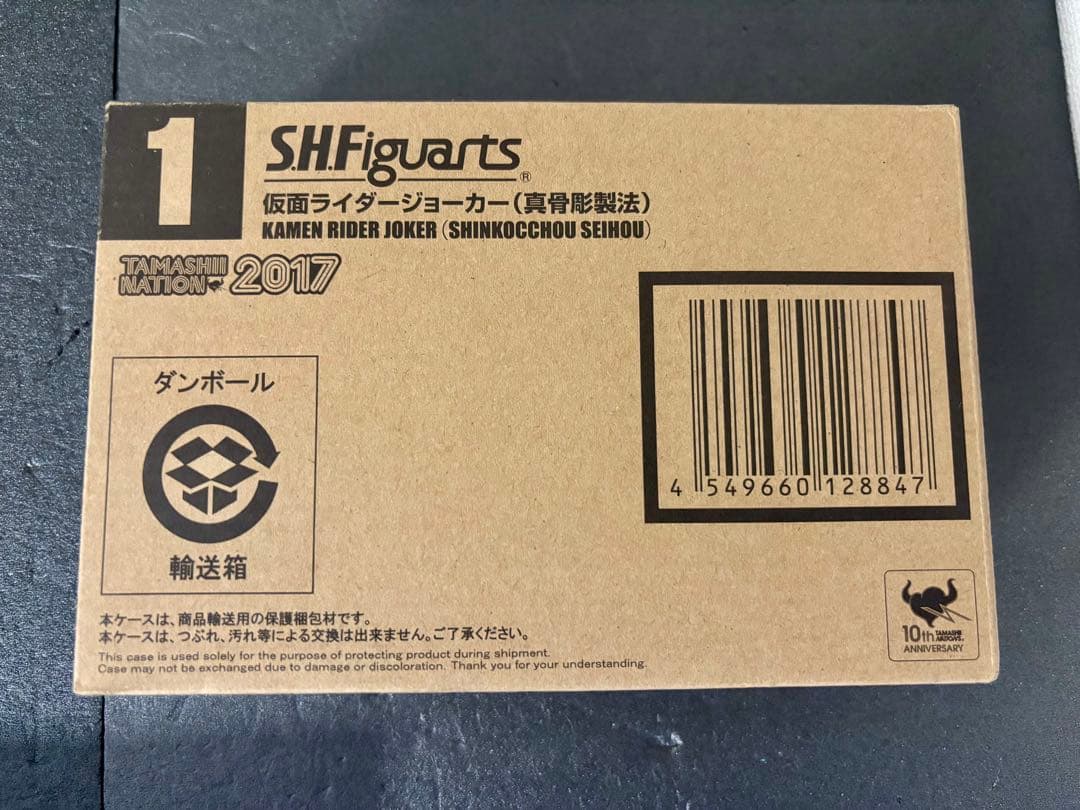 1
S.H.Figuarts®
仮面ライダージョーカー(真骨彫製法)
KAMEN RIDER JOKER (SHINKOCCHOU SEIHOU)
TAMASHII
NATION 2017
ダンボール
輸送箱
4 549660 128847
本ケースは、商品輸送用の保護梱包材です。
本ケースは、つぶれ、汚れ等による交換は出来ません。ご了承ください。
This case is used solely for the purpose of protecting product during shipment.
Case may not be exchanged due to damage or discoloration. Thank you for your understanding.
10th TAMASHII NATIONS
ANNIVERSARY